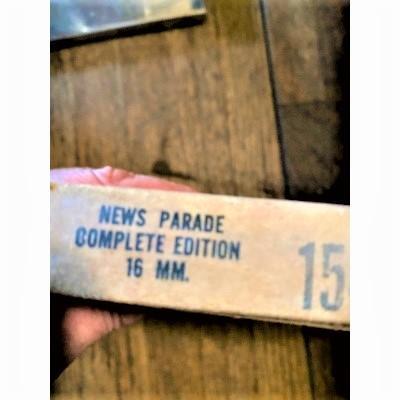 NEWS PARADE
COMPLETE EDITION
16 MM.
15